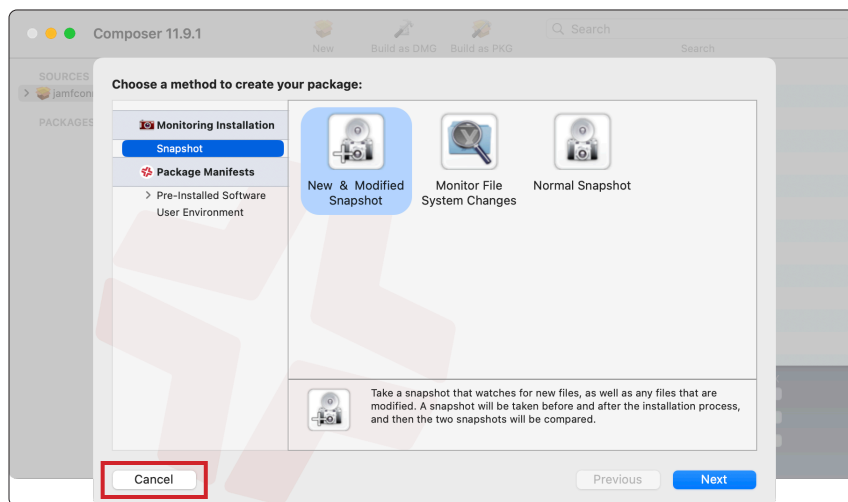 Composer 11.9.1
New
Build as DMG
Build as PKG
Search
Search
SOURCES
PACKAGES
Choose a method to create your package:
Monitoring Installation
Snapshot
Package Manifests
Pre-Installed Software
User Environment
New & Modified
Snapshot
Monitor File
System Changes
Normal Snapshot
Take a snapshot that watches for new files, as well as any files that are
modified. A snapshot will be taken before and after the installation process,
and then the two snapshots will be compared.
Cancel
Previous
Next